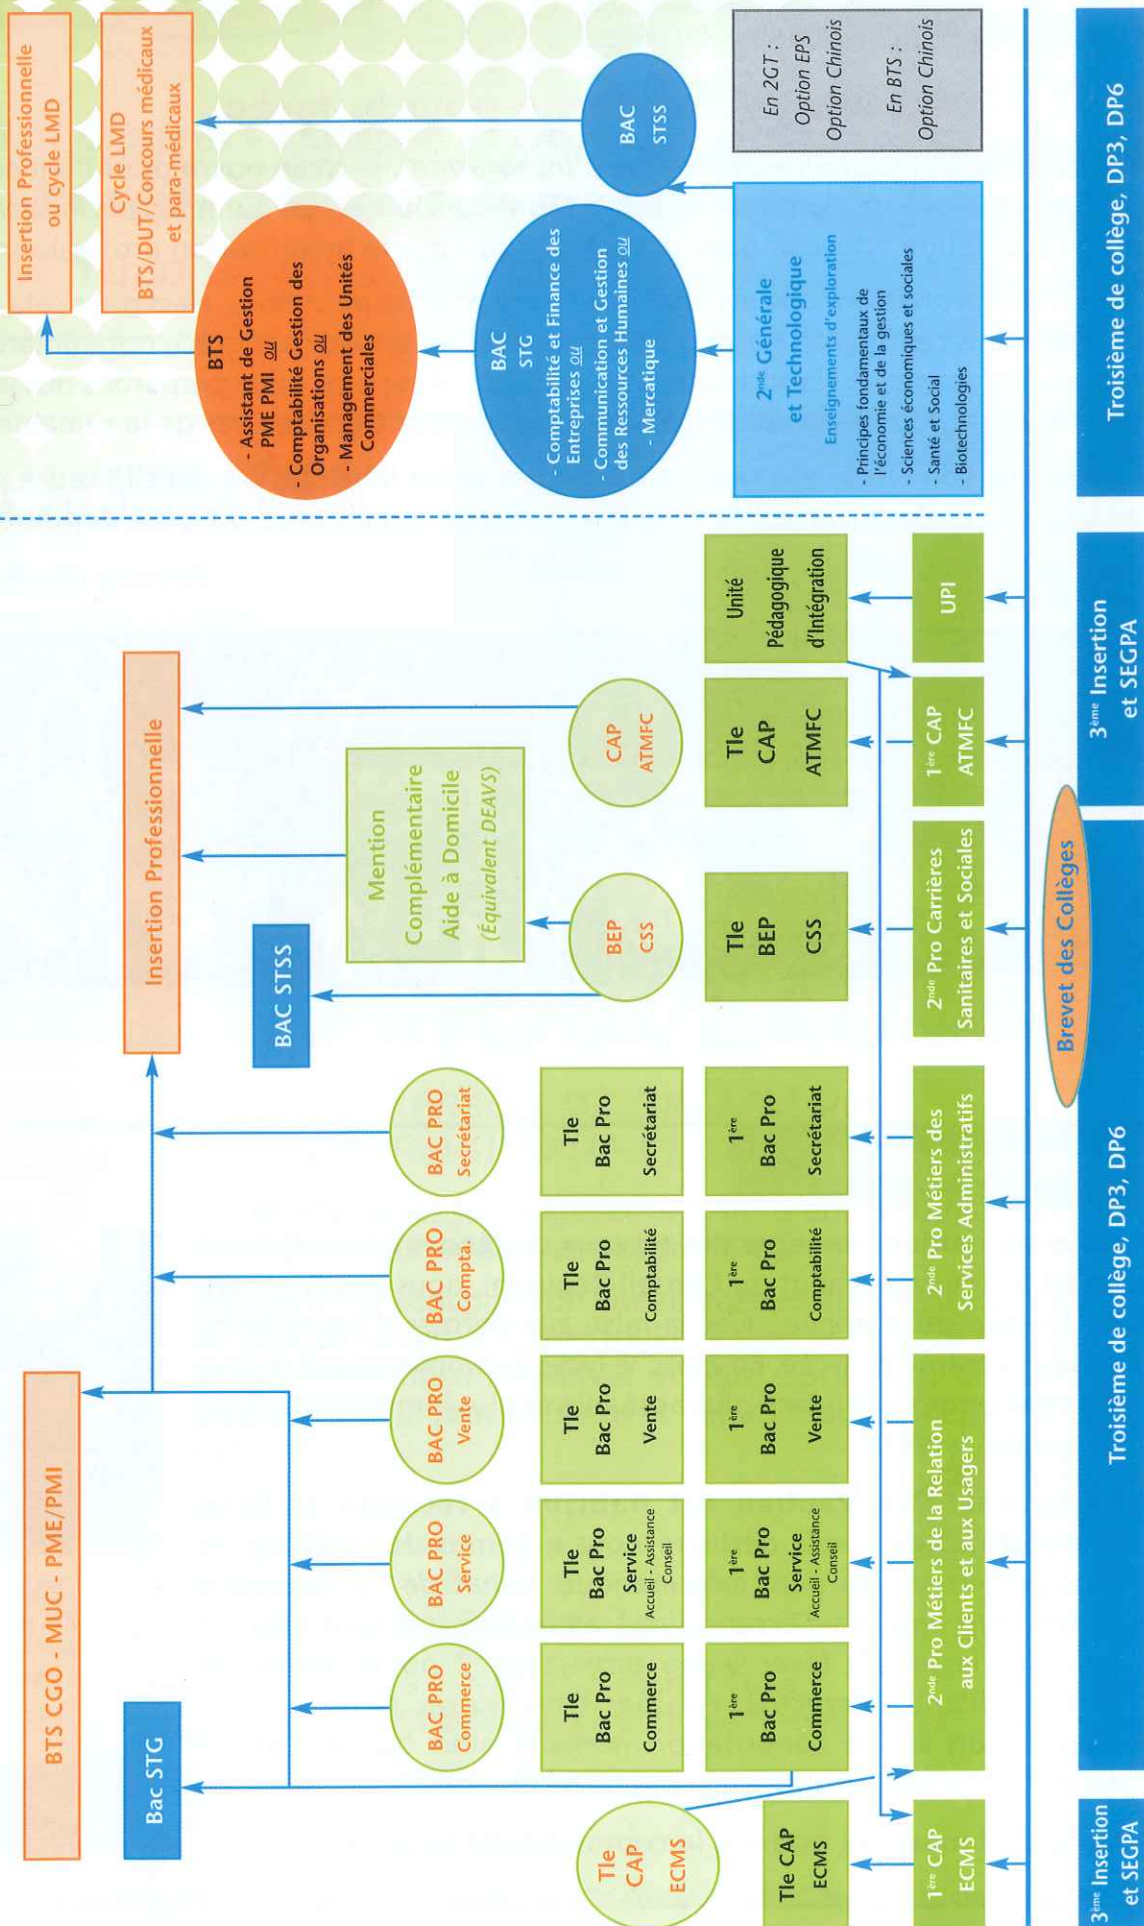 BTS CGO - MUC - PME/PMI
Bac STG
Insertion Professionnelle
BAC STSS
Insertion Professionnelle
ou cycle LMD
Cycle LMD
BTS/DUT/Concours médicaux
et para-médicaux
BTS
- Assistant de Gestion
PME PMI ou
- Comptabilité Gestion des
Organisations ou
- Management des Unités
Commerciales
Mention
Complémentaire
Aide à Domicile
(Équivalent DEAVS)
BAC PRO
Commerce
BAC PRO
Service
BAC PRO
Vente
BAC PRO
Compta.
BAC PRO
Secrétariat
BAC
STG
- Comptabilité et Finance des
Entreprises ou
- Communication et Gestion
des Ressources Humaines ou
- Mercatique
BAC
STSS
Tle
CAP
ECMS
Tle
Bac Pro
Commerce
Tle
Bac Pro
Service
Accueil - Assistance
Conseil
Tle
Bac Pro
Vente
Tle
Bac Pro
Comptabilité
Tle
Bac Pro
Secrétariat
BEP
CSS
CAP
ATMFC
Tle CAP
ECMS
1ère
Bac Pro
Commerce
1ère
Bac Pro
Service
Accueil - Assistance
Conseil
1ère
Bac Pro
Vente
1ère
Bac Pro
Comptabilité
1ère
Bac Pro
Secrétariat
Tle
BEP
CSS
Tle
CAP
ATMFC
Unité
Pédagogique
d'Intégration
2nde Générale
et Technologique
Enseignements d'exploration
- Principes fondamentaux de
l'économie et de la gestion
- Sciences économiques et sociales
- Santé et Social
- Biotechnologies
En 2GT :
Option EPS
Option Chinois
En BTS :
Option Chinois
1ère CAP
ECMS
2nde Pro Métiers de la Relation
aux Clients et aux Usagers
2nde Pro Métiers des
Services Administratifs
2nde Pro Carrières
Sanitaires et Sociales
1ère CAP
ATMFC
UPI
Brevet des Collèges
3ème Insertion
et SEGPA
Troisième de collège, DP3, DP6
3ème Insertion
et SEGPA
Troisième de collège, DP3, DP6